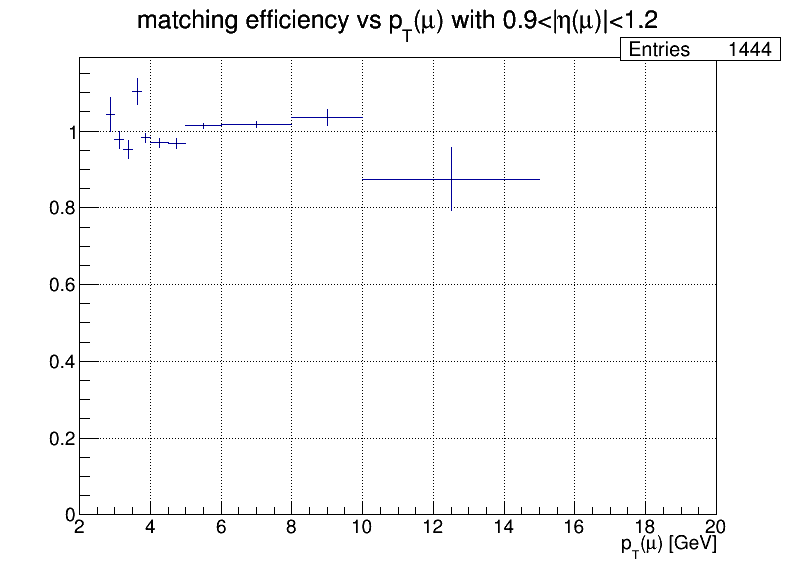 matching efficiency vs p_T(μ) with 0.9<|η(μ)|<1.2
Entries 1444
1
0.8
0.6
0.4
0.2
0
2 4 6 8 10 12 14 16 18 20
p_T(μ) [GeV]